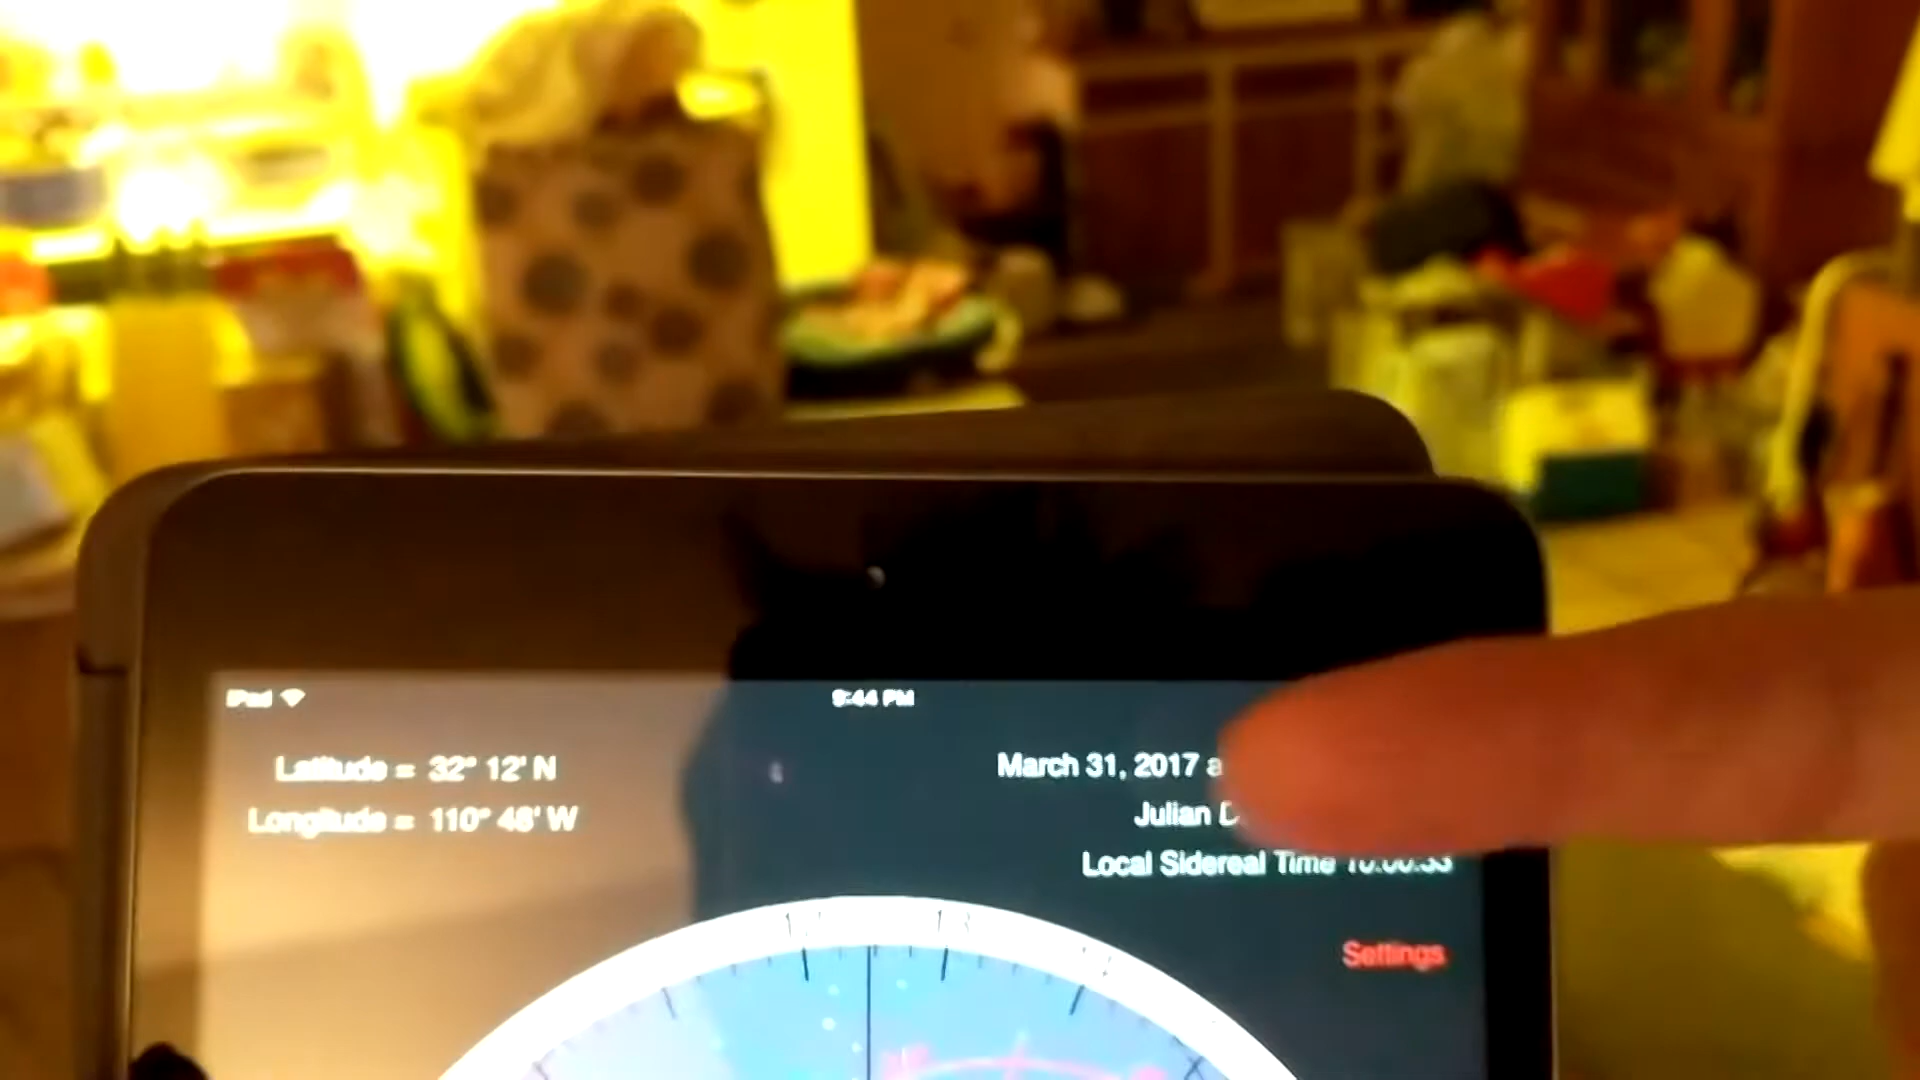 iPad
9:44 PM
Latitude = 32° 12' N
Longitude = 110° 48' W
March 31, 2017
Julian
Local Sidereal Time
Settings